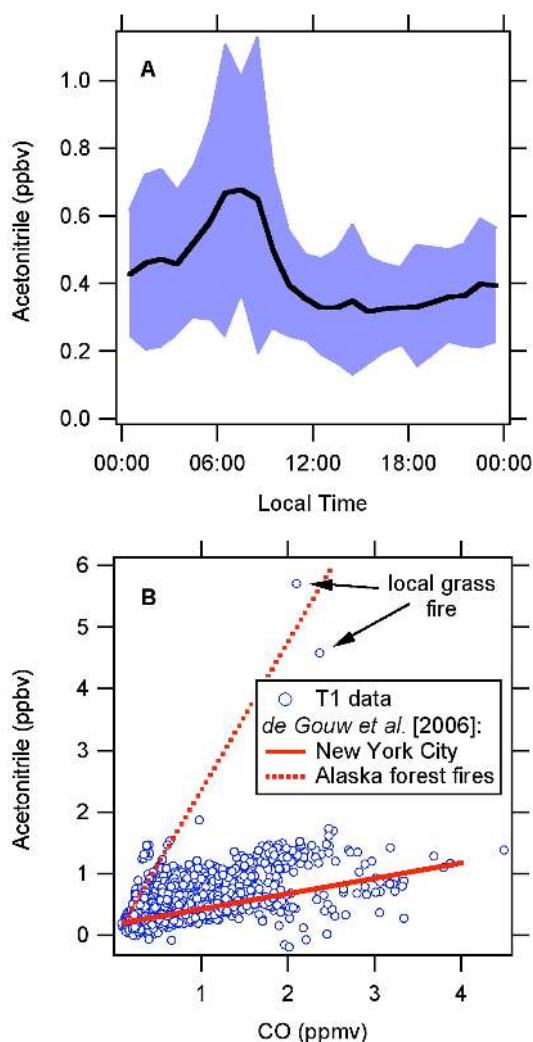 A
1.0
0.8
0.6
0.4
0.2
0.0
Acetonitrile (ppbv)
00:00
06:00
12:00
18:00
00:00
Local Time
B
6
5
4
3
2
1
0
Acetonitrile (ppbv)
local grass
fire
T1 data
de Gouw et al. [2006]:
New York City
Alaska forest fires
1
2
3
4
CO (ppmv)